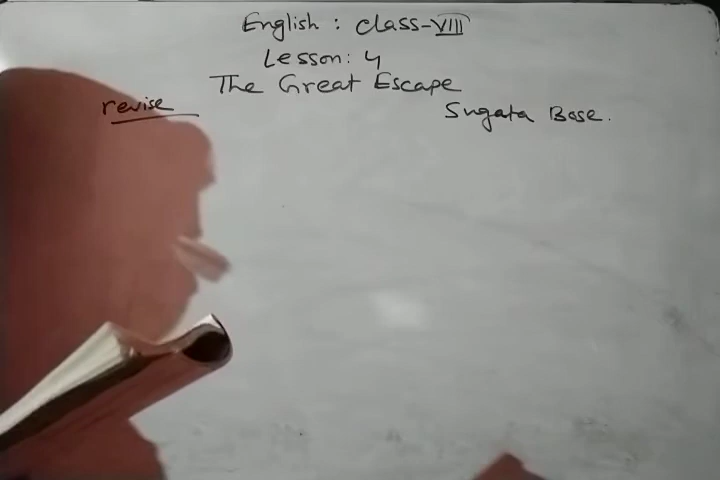 English : class-VIII
Lesson: 4
The Great Escape
revise
Sugata Bose.